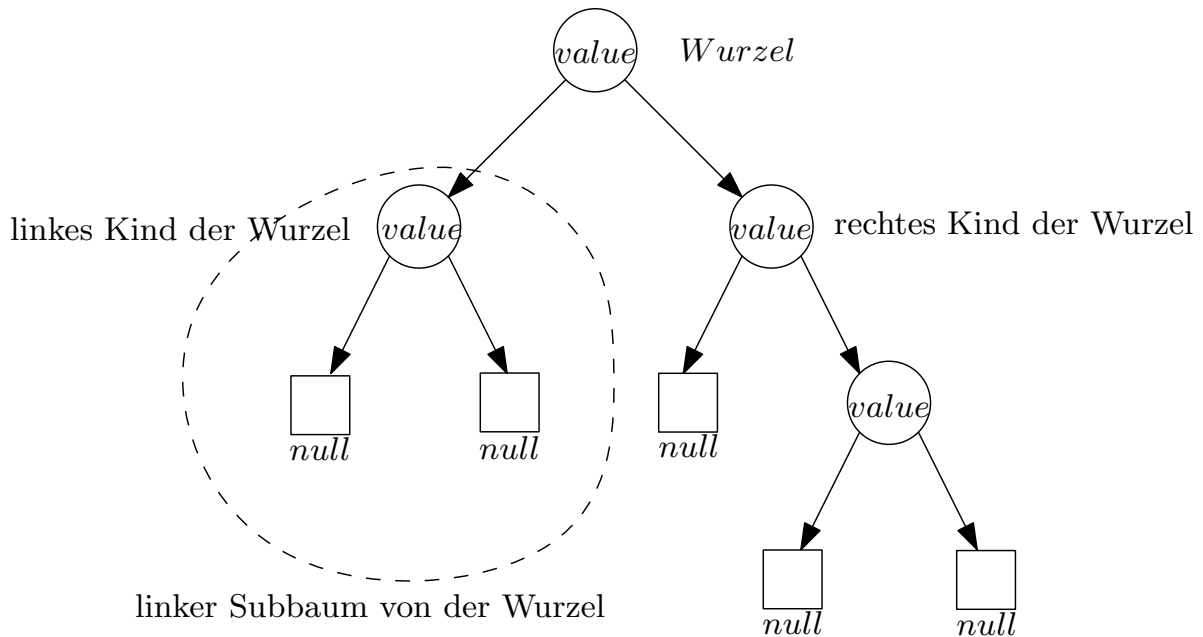 value Wurzel
linkes Kind der Wurzel value value rechtes Kind der Wurzel
value
null null null
linker Subbaum von der Wurzel
null null